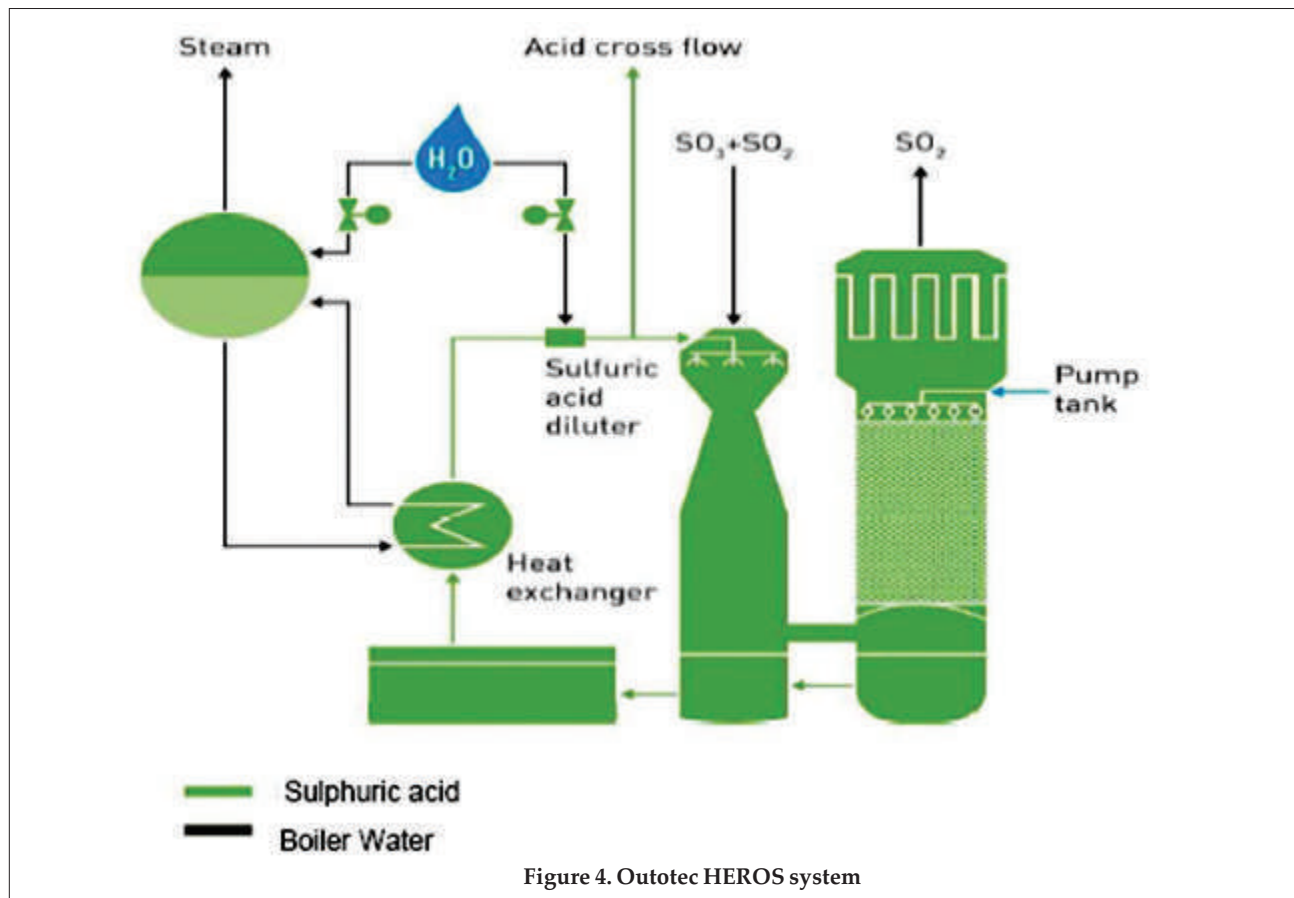 Steam
Acid cross flow
H₂O
SO₃+SO₂
SO₂
Sulfuric
acid
diluter
Pump
tank
Heat
exchanger
Sulphuric acid
Boiler Water
Figure 4. Outotec HEROS system